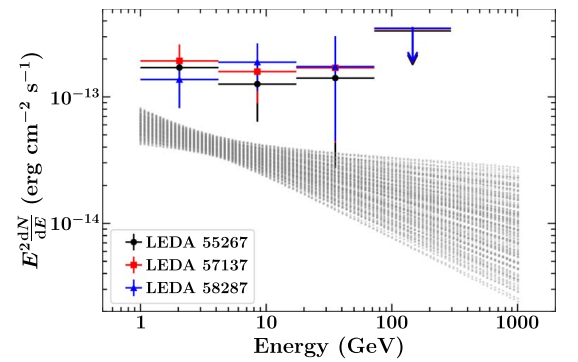 10⁻¹³
10⁻¹⁴
E² dN/dE (erg cm⁻² s⁻¹)
LEDA 55267
LEDA 57137
LEDA 58287
1 10 100 1000
Energy (GeV)